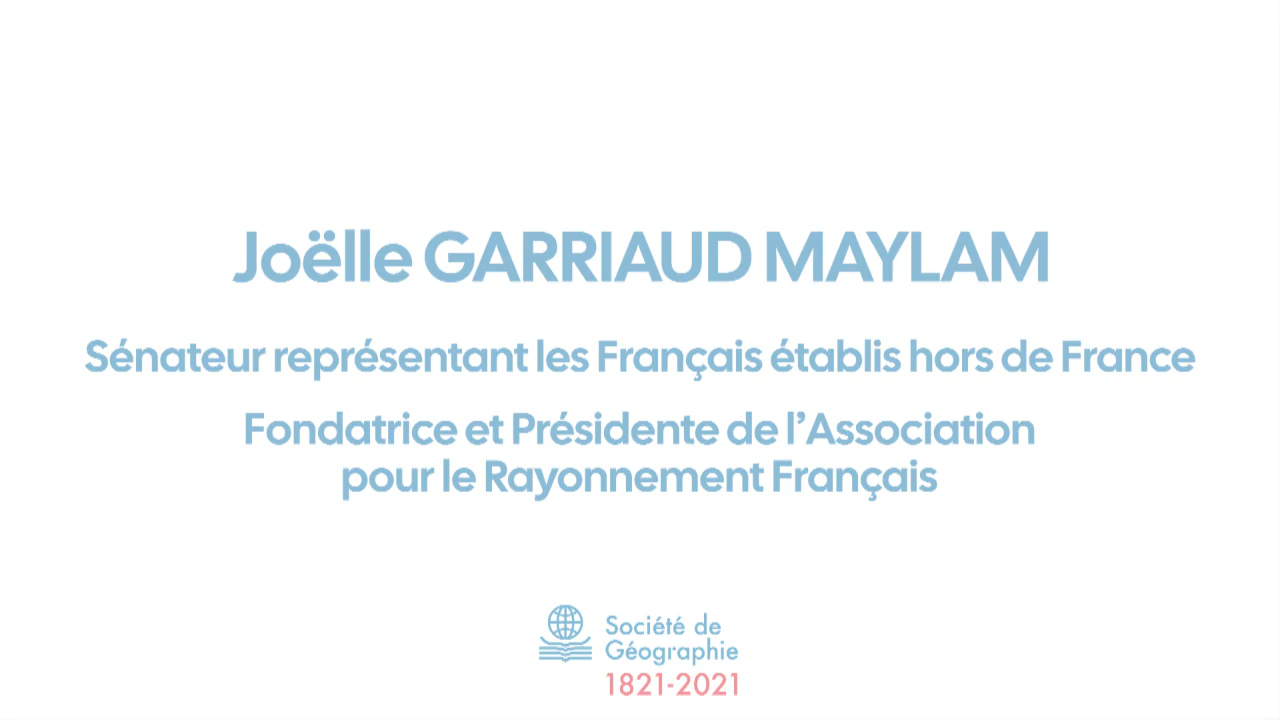 Joëlle GARRIAUD MAYLAM
Sénateur représentant les Français établis hors de France
Fondatrice et Présidente de l’Association
pour le Rayonnement Français
Société de
Géographie
1821-2021